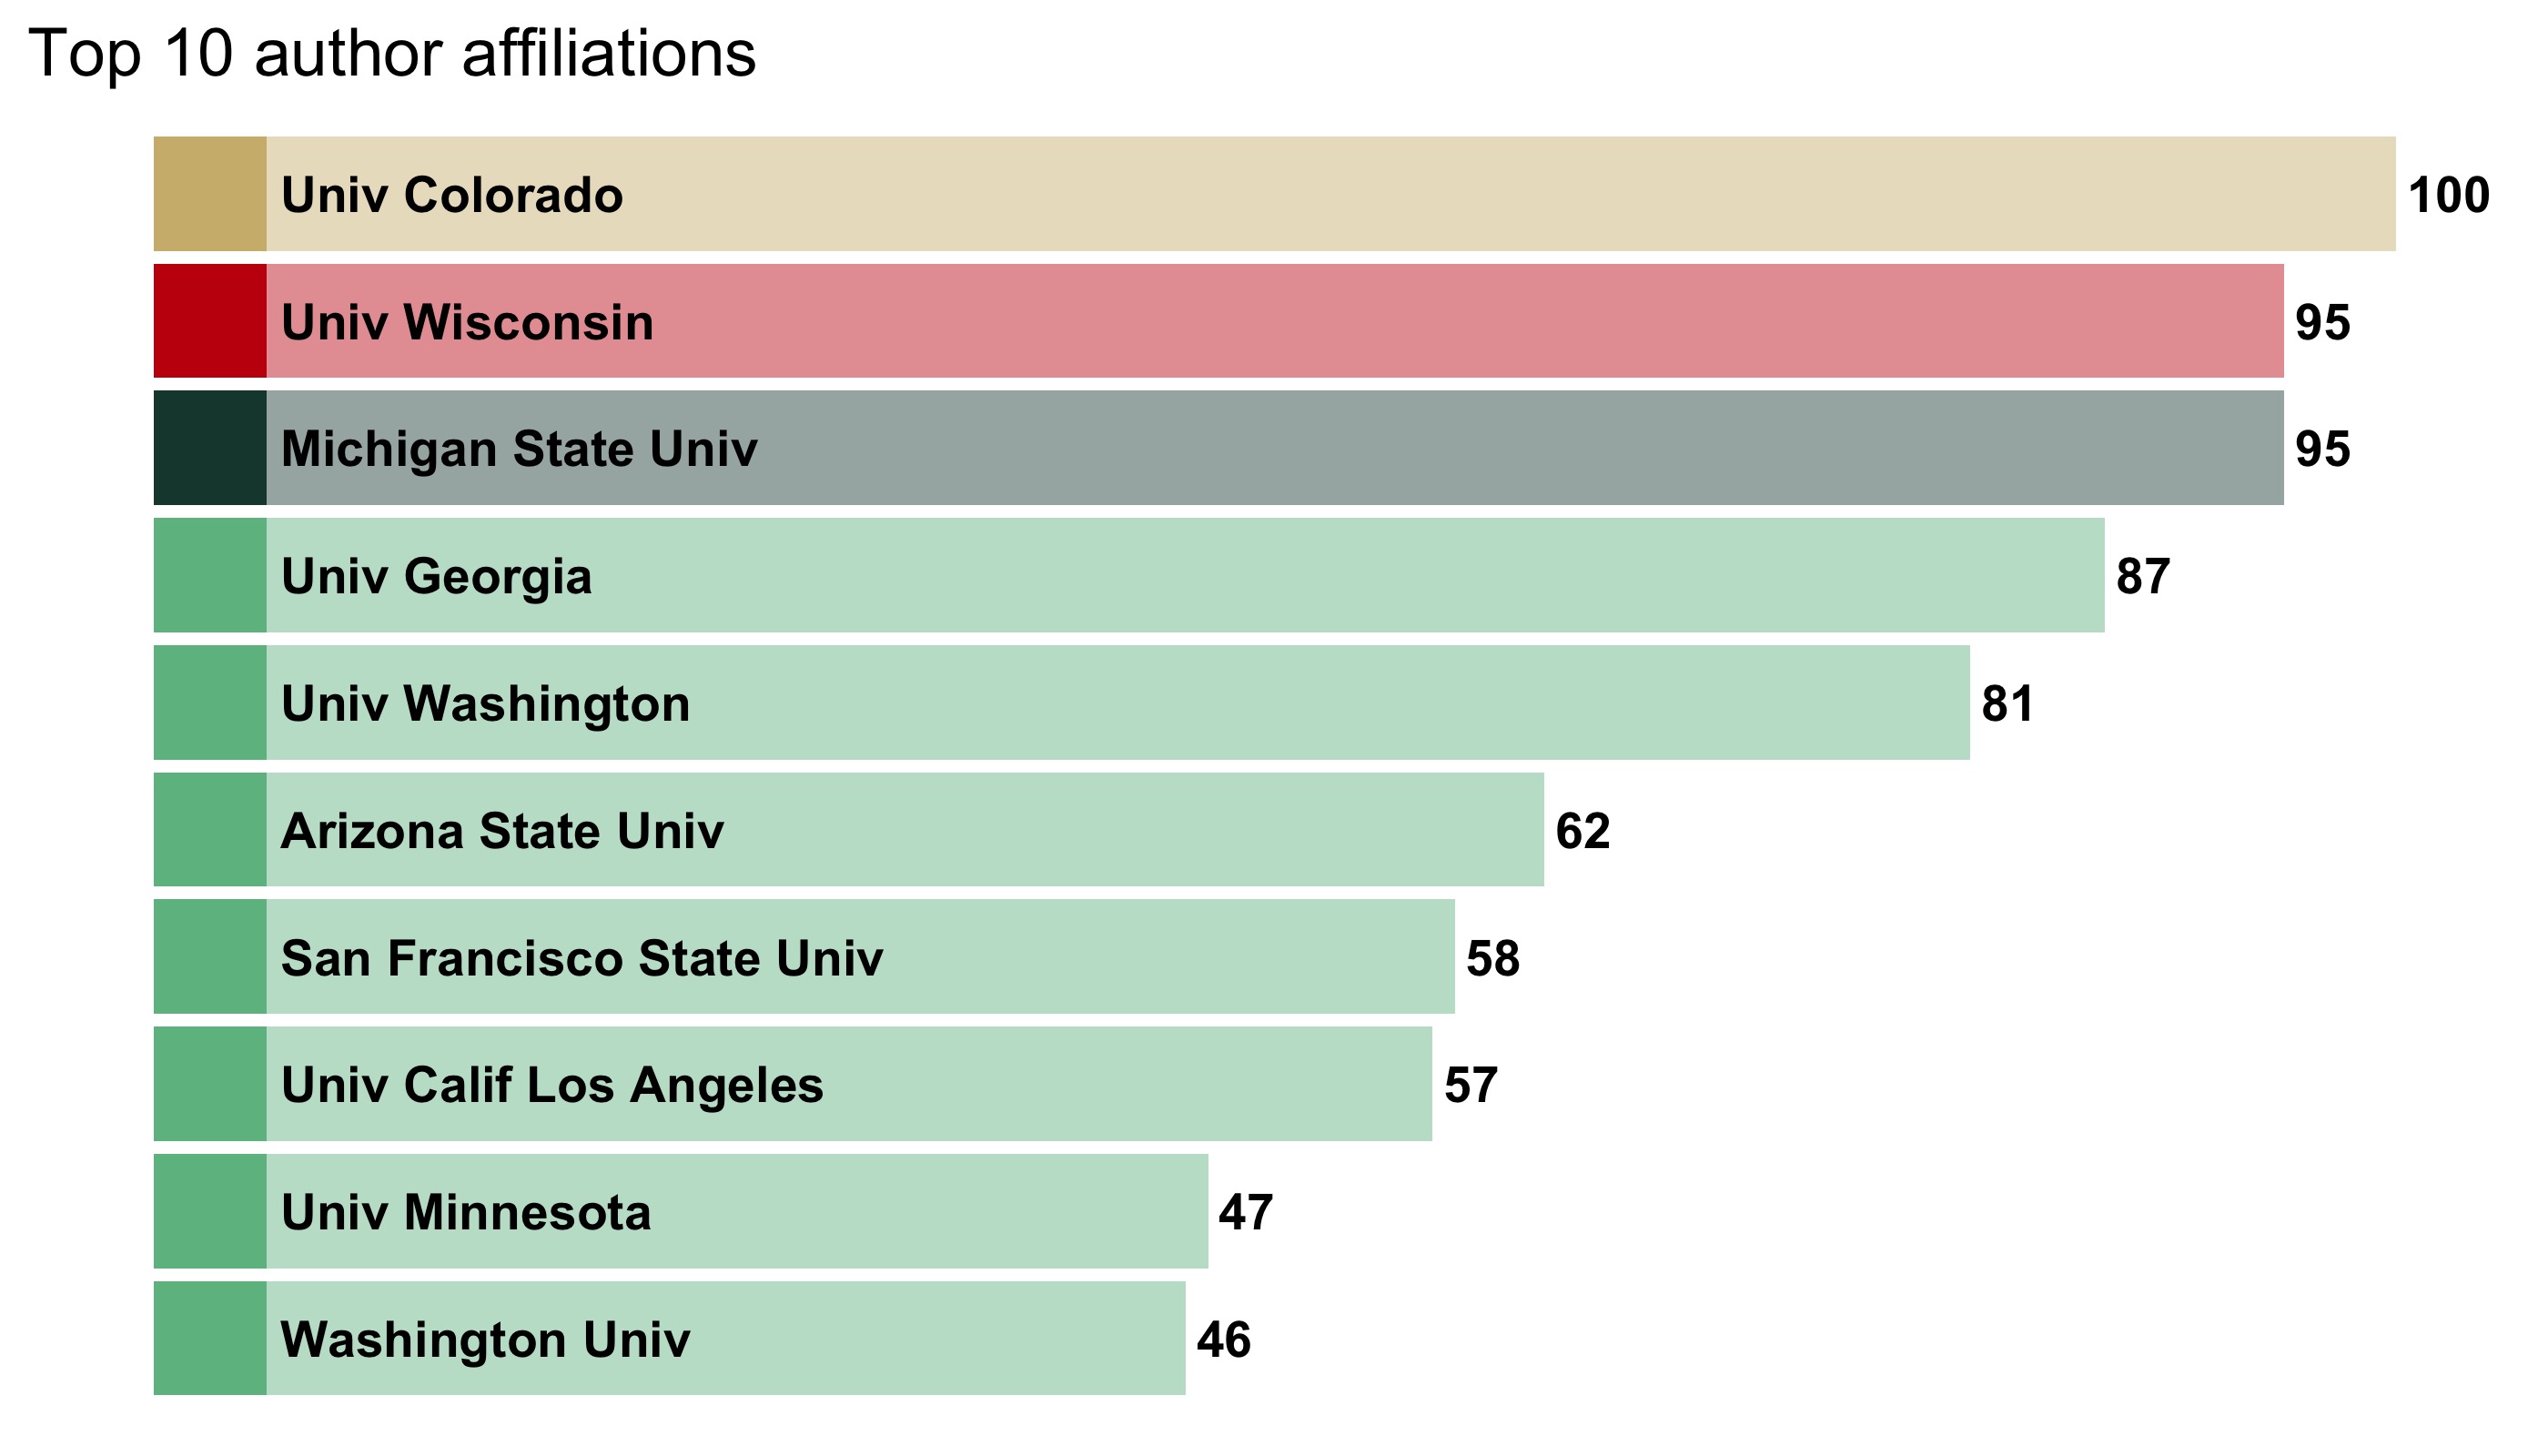 Top 10 author affiliations
Univ Colorado 100
Univ Wisconsin 95
Michigan State Univ 95
Univ Georgia 87
Univ Washington 81
Arizona State Univ 62
San Francisco State Univ 58
Univ Calif Los Angeles 57
Univ Minnesota 47
Washington Univ 46